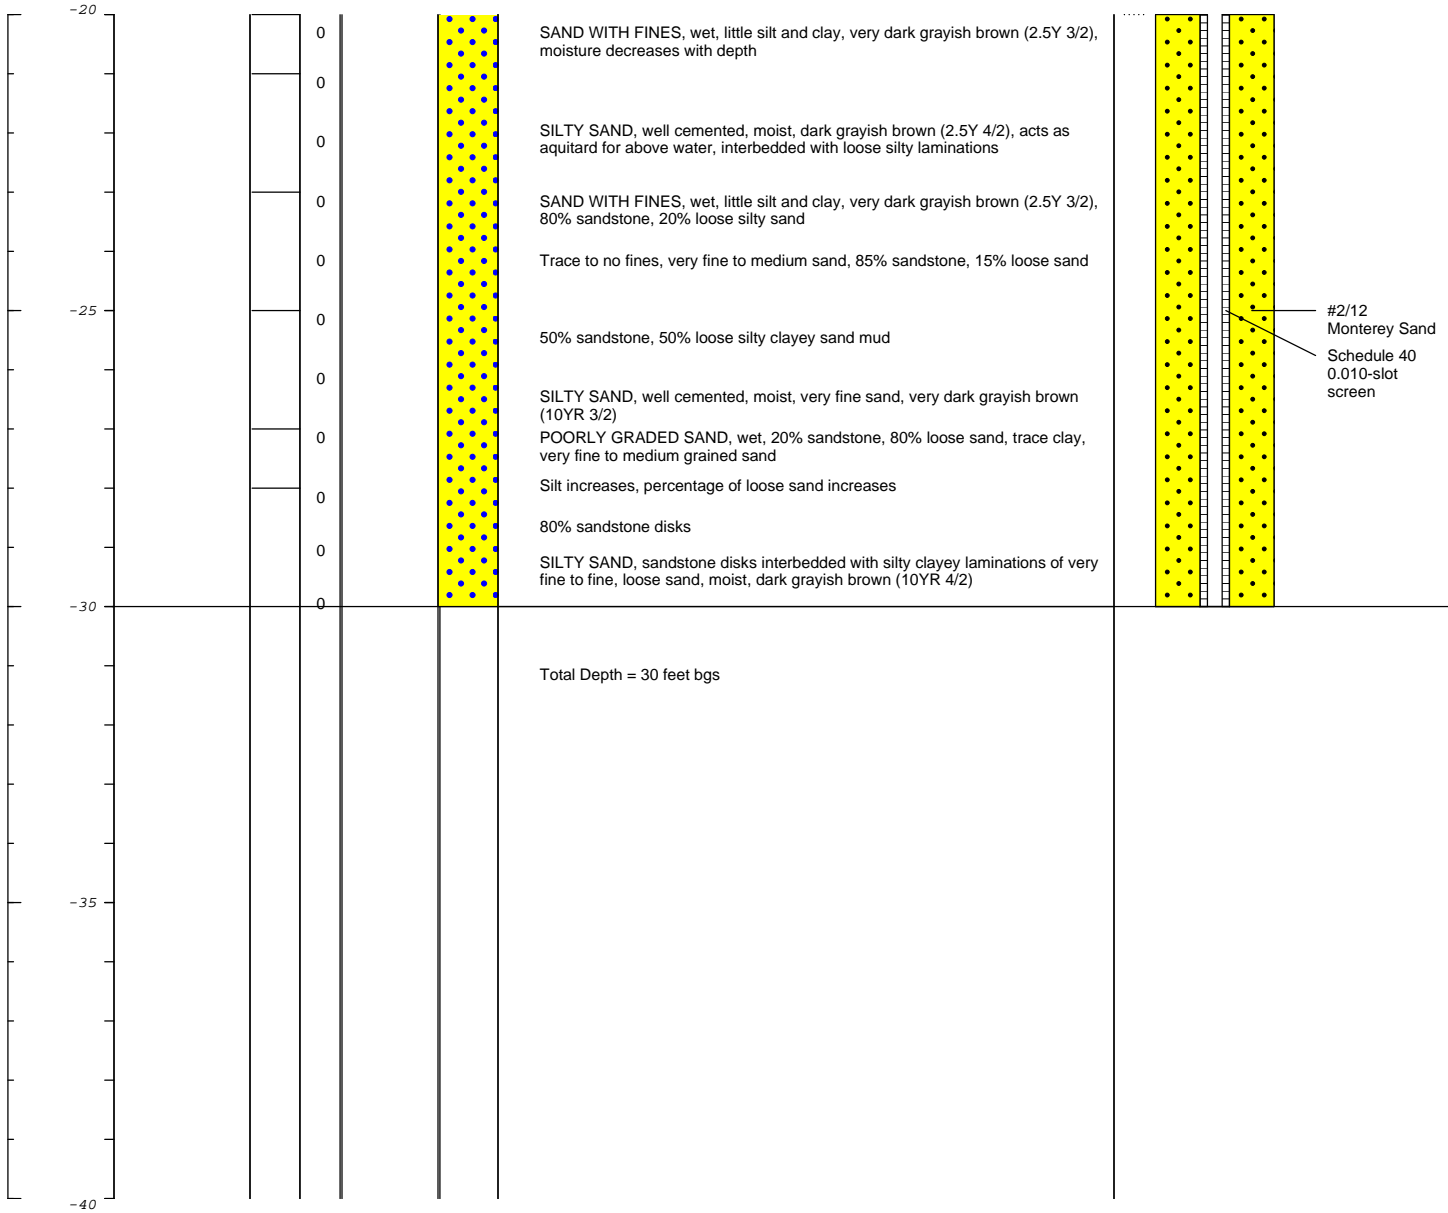 -20
0
SAND WITH FINES, wet, little silt and clay, very dark grayish brown (2.5Y 3/2),
moisture decreases with depth
0
SILTY SAND, well cemented, moist, dark grayish brown (2.5Y 4/2), acts as
0
aquitard for above water, interbedded with loose silty laminations
0
SAND WITH FINES, wet, little silt and clay, very dark grayish brown (2.5Y 3/2),
80% sandstone, 20% loose silty sand
0
Trace to no fines, very fine to medium sand, 85% sandstone, 15% loose sand
-25
0
#2/12
Monterey Sand
50% sandstone, 50% loose silty clayey sand mud
Schedule 40
0.010-slot
screen
0
SILTY SAND, well cemented, moist, very fine sand, very dark grayish brown
(10YR 3/2)
0
POORLY GRADED SAND, wet, 20% sandstone, 80% loose sand, trace clay,
very fine to medium grained sand
Silt increases, percentage of loose sand increases
0
80% sandstone disks
0
SILTY SAND, sandstone disks interbedded with silty clayey laminations of very
fine to fine, loose sand, moist, dark grayish brown (10YR 4/2)
0
-30
Total Depth = 30 feet bgs
-35
-40